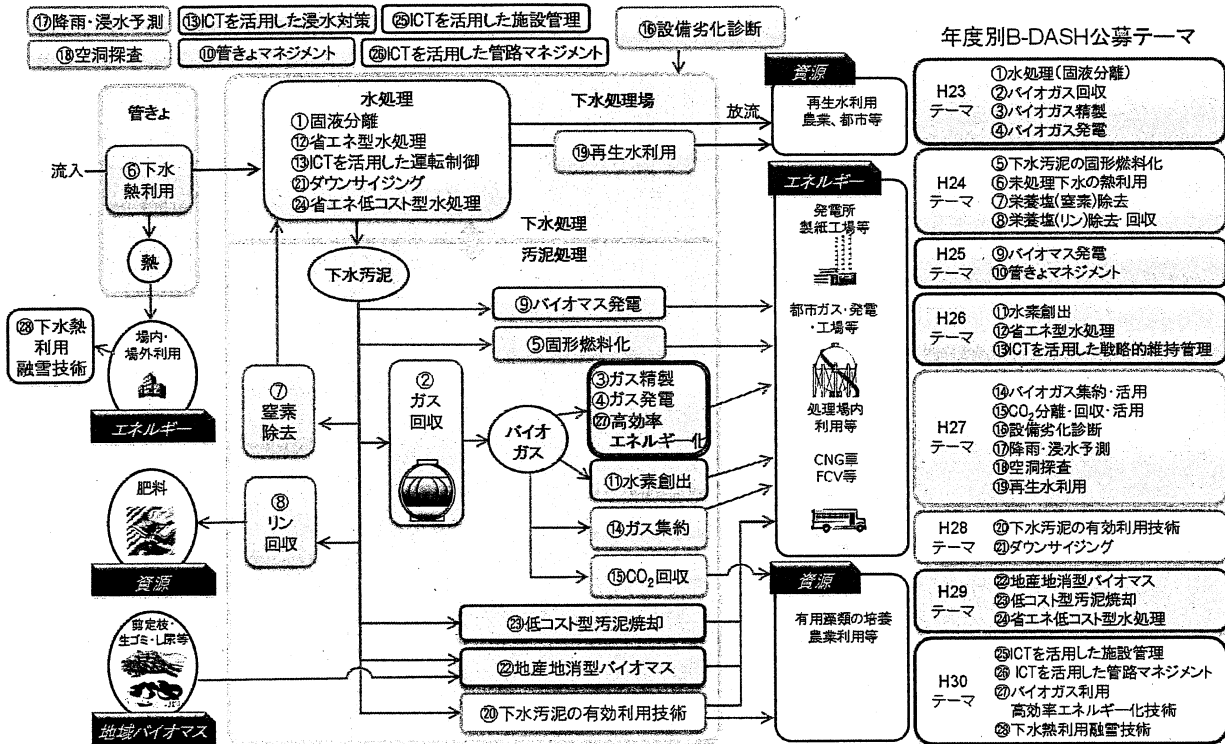 ⑰降雨・浸水予測
⑬ICTを活用した浸水対策
㉕ICTを活用した施設管理
⑱空洞探査
⑩管きょマネジメント
㉖ICTを活用した管路マネジメント
⑯設備劣化診断
管きょ
流入
⑥下水
熱利用
熱
㉘下水熱
利用
融雪技術
場内・
場外利用
エネルギー
肥料
資源
剪定枝・
生ゴミ・し尿等
地域バイオマス
水処理
①固液分離
⑫省エネ型水処理
⑬ICTを活用した運転制御
㉑ダウンサイジング
㉔省エネ低コスト型水処理
下水処理場
⑲再生水利用
放流
下水処理
汚泥処理
下水汚泥
⑦
窒素
除去
⑧
リン
回収
②
ガス
回収
バイオ
ガス
⑨バイオマス発電
⑤固形燃料化
③ガス精製
④ガス発電
㉗高効率
エネルギー化
⑪水素創出
⑭ガス集約
⑮CO₂回収
㉓低コスト型汚泥焼却
㉒地産地消型バイオマス
⑳下水汚泥の有効利用技術
資源
再生水利用
農業、都市等
エネルギー
発電所
製紙工場等
都市ガス・発電
・工場等
処理場内
利用等
CNG車
FCV等
資源
有用藻類の培養
農業利用等
年度別B-DASH公募テーマ
H23
テーマ
①水処理(固液分離)
②バイオガス回収
③バイオガス精製
④バイオガス発電
H24
テーマ
⑤下水汚泥の固形燃料化
⑥未処理下水の熱利用
⑦栄養塩(窒素)除去
⑧栄養塩(リン)除去・回収
H25
テーマ
⑨バイオマス発電
⑩管きょマネジメント
H26
テーマ
⑪水素創出
⑫省エネ型水処理
⑬ICTを活用した戦略的維持管理
H27
テーマ
⑭バイオガス集約・活用
⑮CO₂分離・回収・活用
⑯設備劣化診断
⑰降雨・浸水予測
⑱空洞探査
⑲再生水利用
H28
テーマ
⑳下水汚泥の有効利用技術
㉑ダウンサイジング
H29
テーマ
㉒地産地消型バイオマス
㉓低コスト型汚泥焼却
㉔省エネ低コスト型水処理
H30
テーマ
㉕ICTを活用した施設管理
㉖ICTを活用した管路マネジメント
㉗バイオガス利用
高効率エネルギー化技術
㉘下水熱利用融雪技術